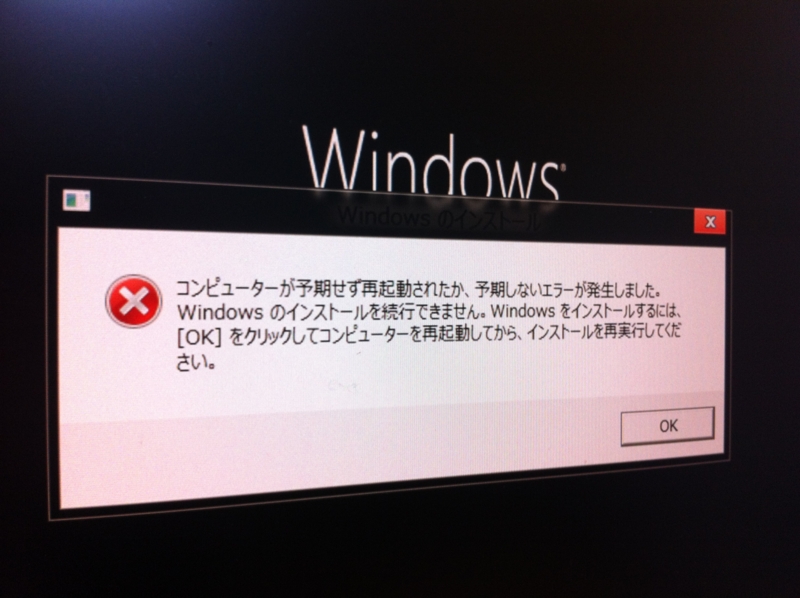 Windows®
Windows のインストール
コンピューターが予期せず再起動されたか、予期しないエラーが発生しました。
Windows のインストールを続行できません。Windows をインストールするには、
[OK] をクリックしてコンピューターを再起動してから、インストールを再実行してくだ
さい。
OK